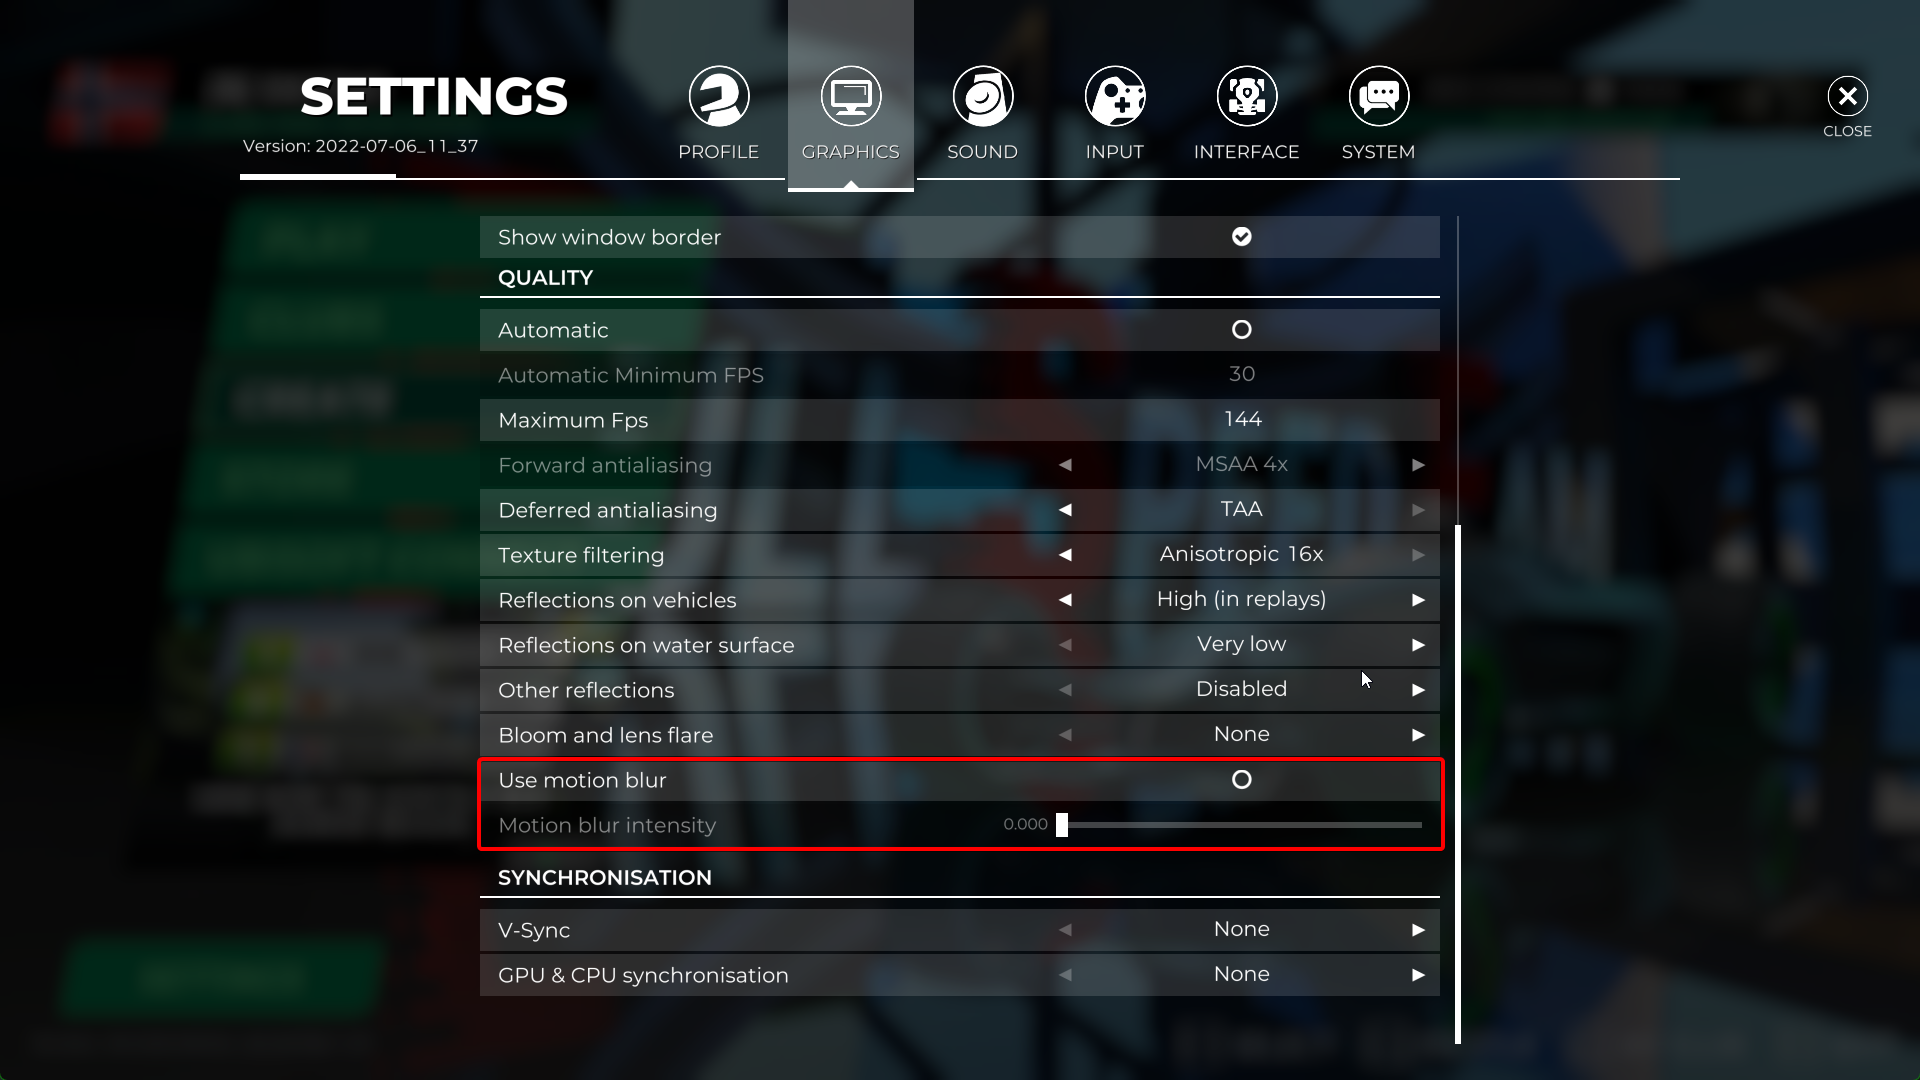 SETTINGS
Version: 2022-07-06_11_37
PROFILE
GRAPHICS
SOUND
INPUT
INTERFACE
SYSTEM
CLOSE
Show window border
QUALITY
Automatic
Automatic Minimum FPS 30
Maximum Fps 144
Forward antialiasing MSAA 4x
Deferred antialiasing TAA
Texture filtering Anisotropic 16x
Reflections on vehicles High (in replays)
Reflections on water surface Very low
Other reflections Disabled
Bloom and lens flare None
Use motion blur
Motion blur intensity 0.000
SYNCHRONISATION
V-Sync None
GPU & CPU synchronisation None
PLAY
CREATE